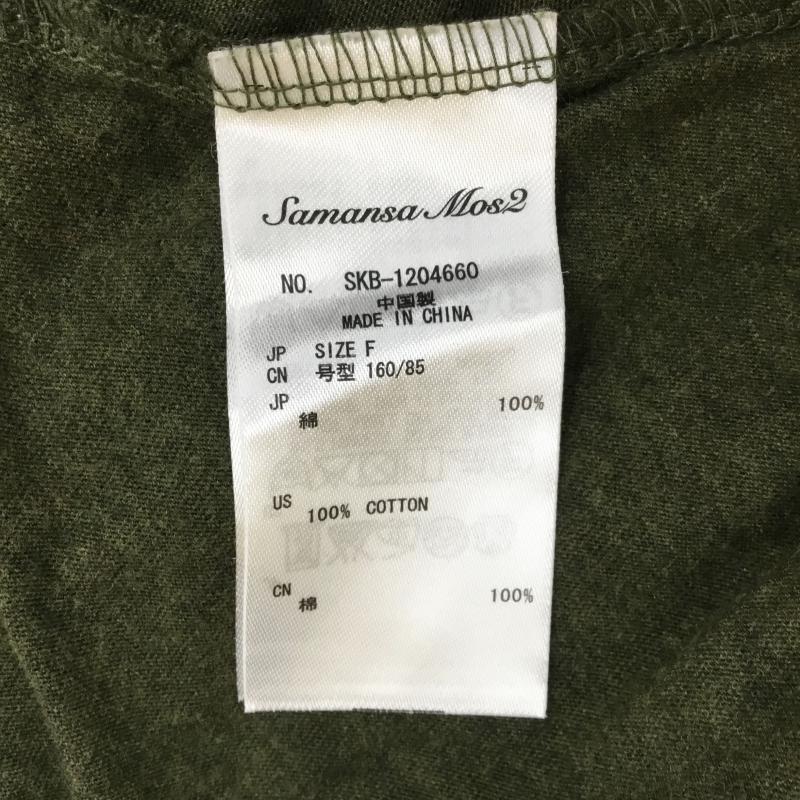 Samansa Mos2
NO. SKB-1204660
中国製
MADE IN CHINA
JP SIZE F
CN 号型 160/85
JP
綿 100%
US 100% COTTON
CN
棉 100%